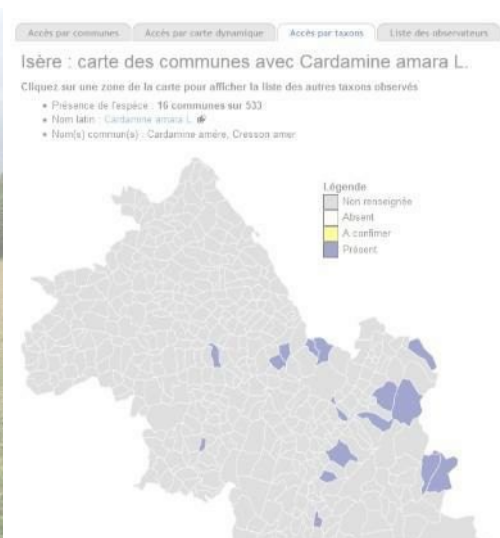 Accès par communes Accès par carte dynamique Accès par taxons Liste des observateurs
Isère : carte des communes avec Cardamine amara L.
Cliquez sur une zone de la carte pour afficher la liste des autres taxons observés
• Présence de l'espèce : 16 communes sur 533
• Nom latin : Cardamine amara L.
• Nom(s) commun(s) : Cardamine amère, Cresson amer
Légende
Non renseignée
Absent
A confirmer
Présent